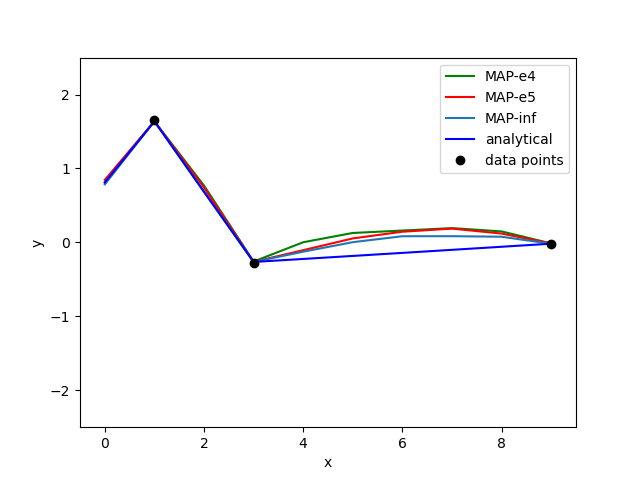 MAP-e4
MAP-e5
MAP-inf
analytical
data points
2
1
0
−1
−2
y
0 2 4 6 8
x